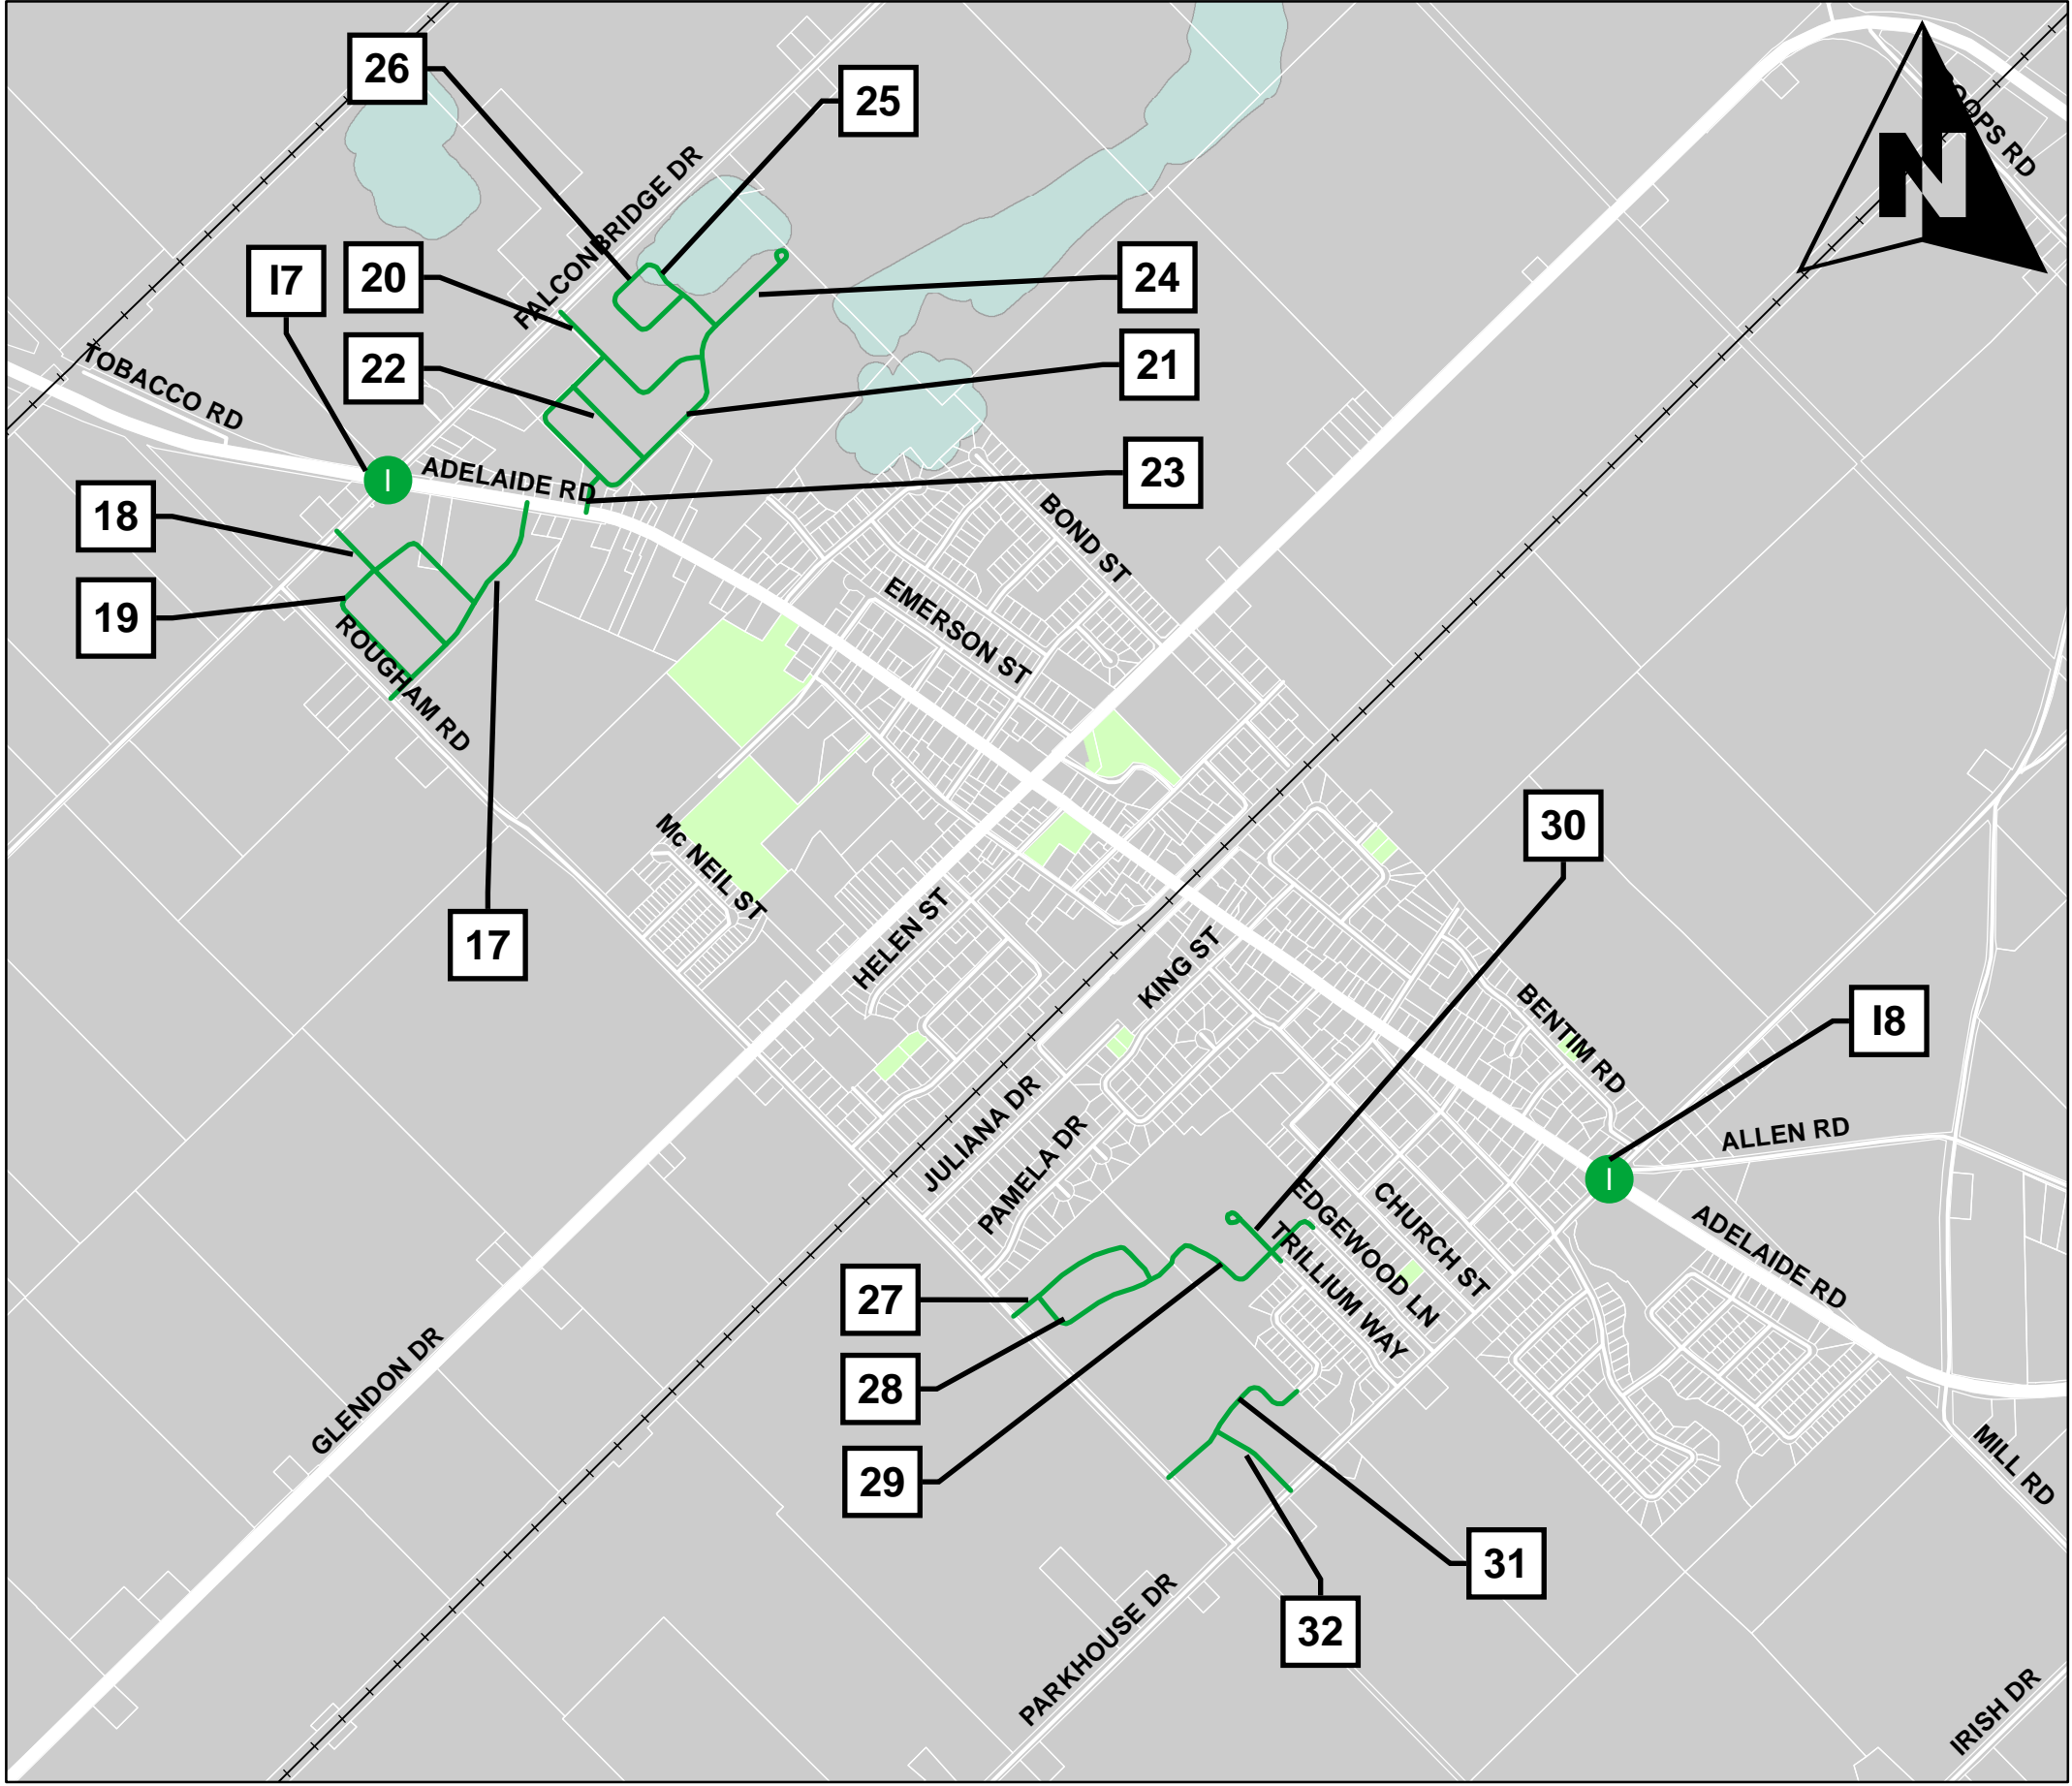 26
25
FALCONBRIDGE DR
N
I7
20
24
22
21
TOBACCO RD
I
ADELAIDE RD
23
18
BOND ST
19
EMERSON ST
ROUGHAM RD
30
Mc NEIL ST
17
HELEN ST
KING ST
BENTIM RD
I8
JULIANA DR
PAMELA DR
ALLEN RD
I
EDGEWOOD LN
CHURCH ST
TRILLIUM WAY
ADELAIDE RD
27
28
GLENDON DR
29
MILL RD
31
32
PARKHOUSE DR
IRISH DR